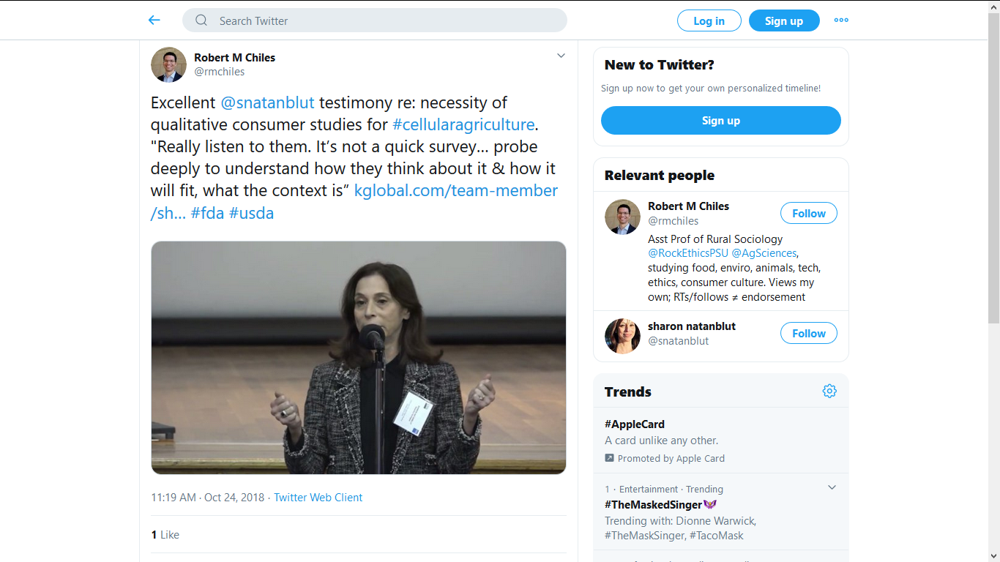 Search Twitter
Log in
Sign up
Robert M Chiles
@rmchiles
Excellent @snatanblut testimony re: necessity of
qualitative consumer studies for #cellularagriculture.
"Really listen to them. It’s not a quick survey… probe
deeply to understand how they think about it & how it
will fit, what the context is” kglobal.com/team-member
/sh… #fda #usda
11:19 AM · Oct 24, 2018 · Twitter Web Client
1 Like
New to Twitter?
Sign up now to get your own personalized timeline!
Sign up
Relevant people
Robert M Chiles
@rmchiles
Follow
Asst Prof of Rural Sociology
@RockEthicsPSU @AgSciences,
studying food, enviro, animals, tech,
ethics, consumer culture. Views my
own; RTs/follows ≠ endorsement
sharon natanblut
@snatanblut
Follow
Trends
#AppleCard
A card unlike any other.
Promoted by Apple Card
1 · Entertainment · Trending
#TheMaskedSinger
Trending with: Dionne Warwick,
#TheMaskSinger, #TacoMask